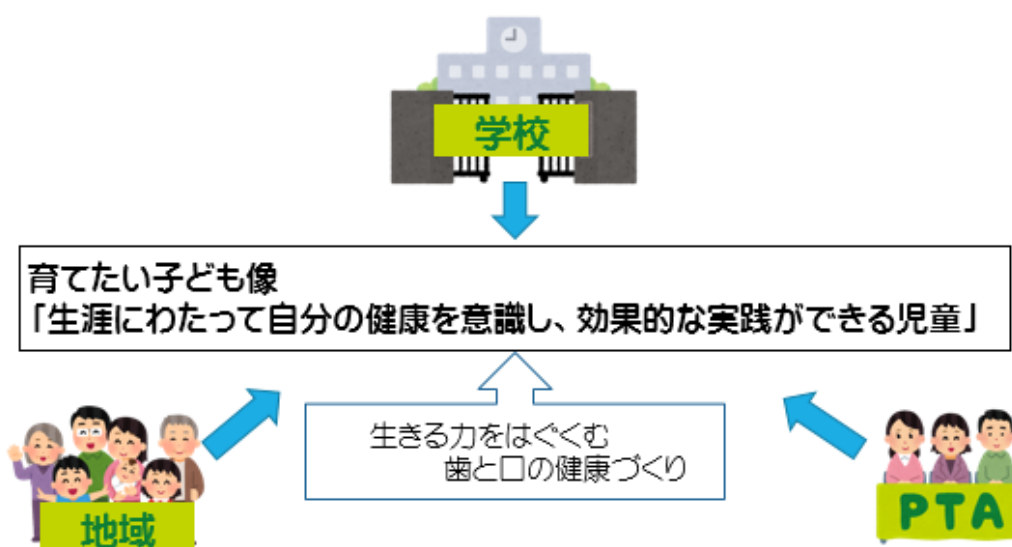 学校
育てたい子ども像
「生涯にわたって自分の健康を意識し、効果的な実践ができる児童」
生きる力をはぐくむ
歯と口の健康づくり
地域
PTA